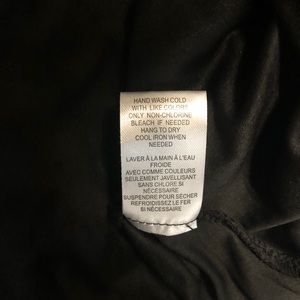 HAND WASH COLD
WITH LIKE COLORS
ONLY NON-CHLORINE
BLEACH IF NEEDED
HANG TO DRY
COOL IRON WHEN
NEEDED
LAVER À LA MAIN À L'EAU
FROIDE
AVEC COMME COULEURS
SEULEMENT JAVELLISANT
SANS CHLORE SI
NÉCESSAIRE
SUSPENDRE POUR SÉCHER
REFROIDISSEZ LE FER
SI NÉCESSAIRE